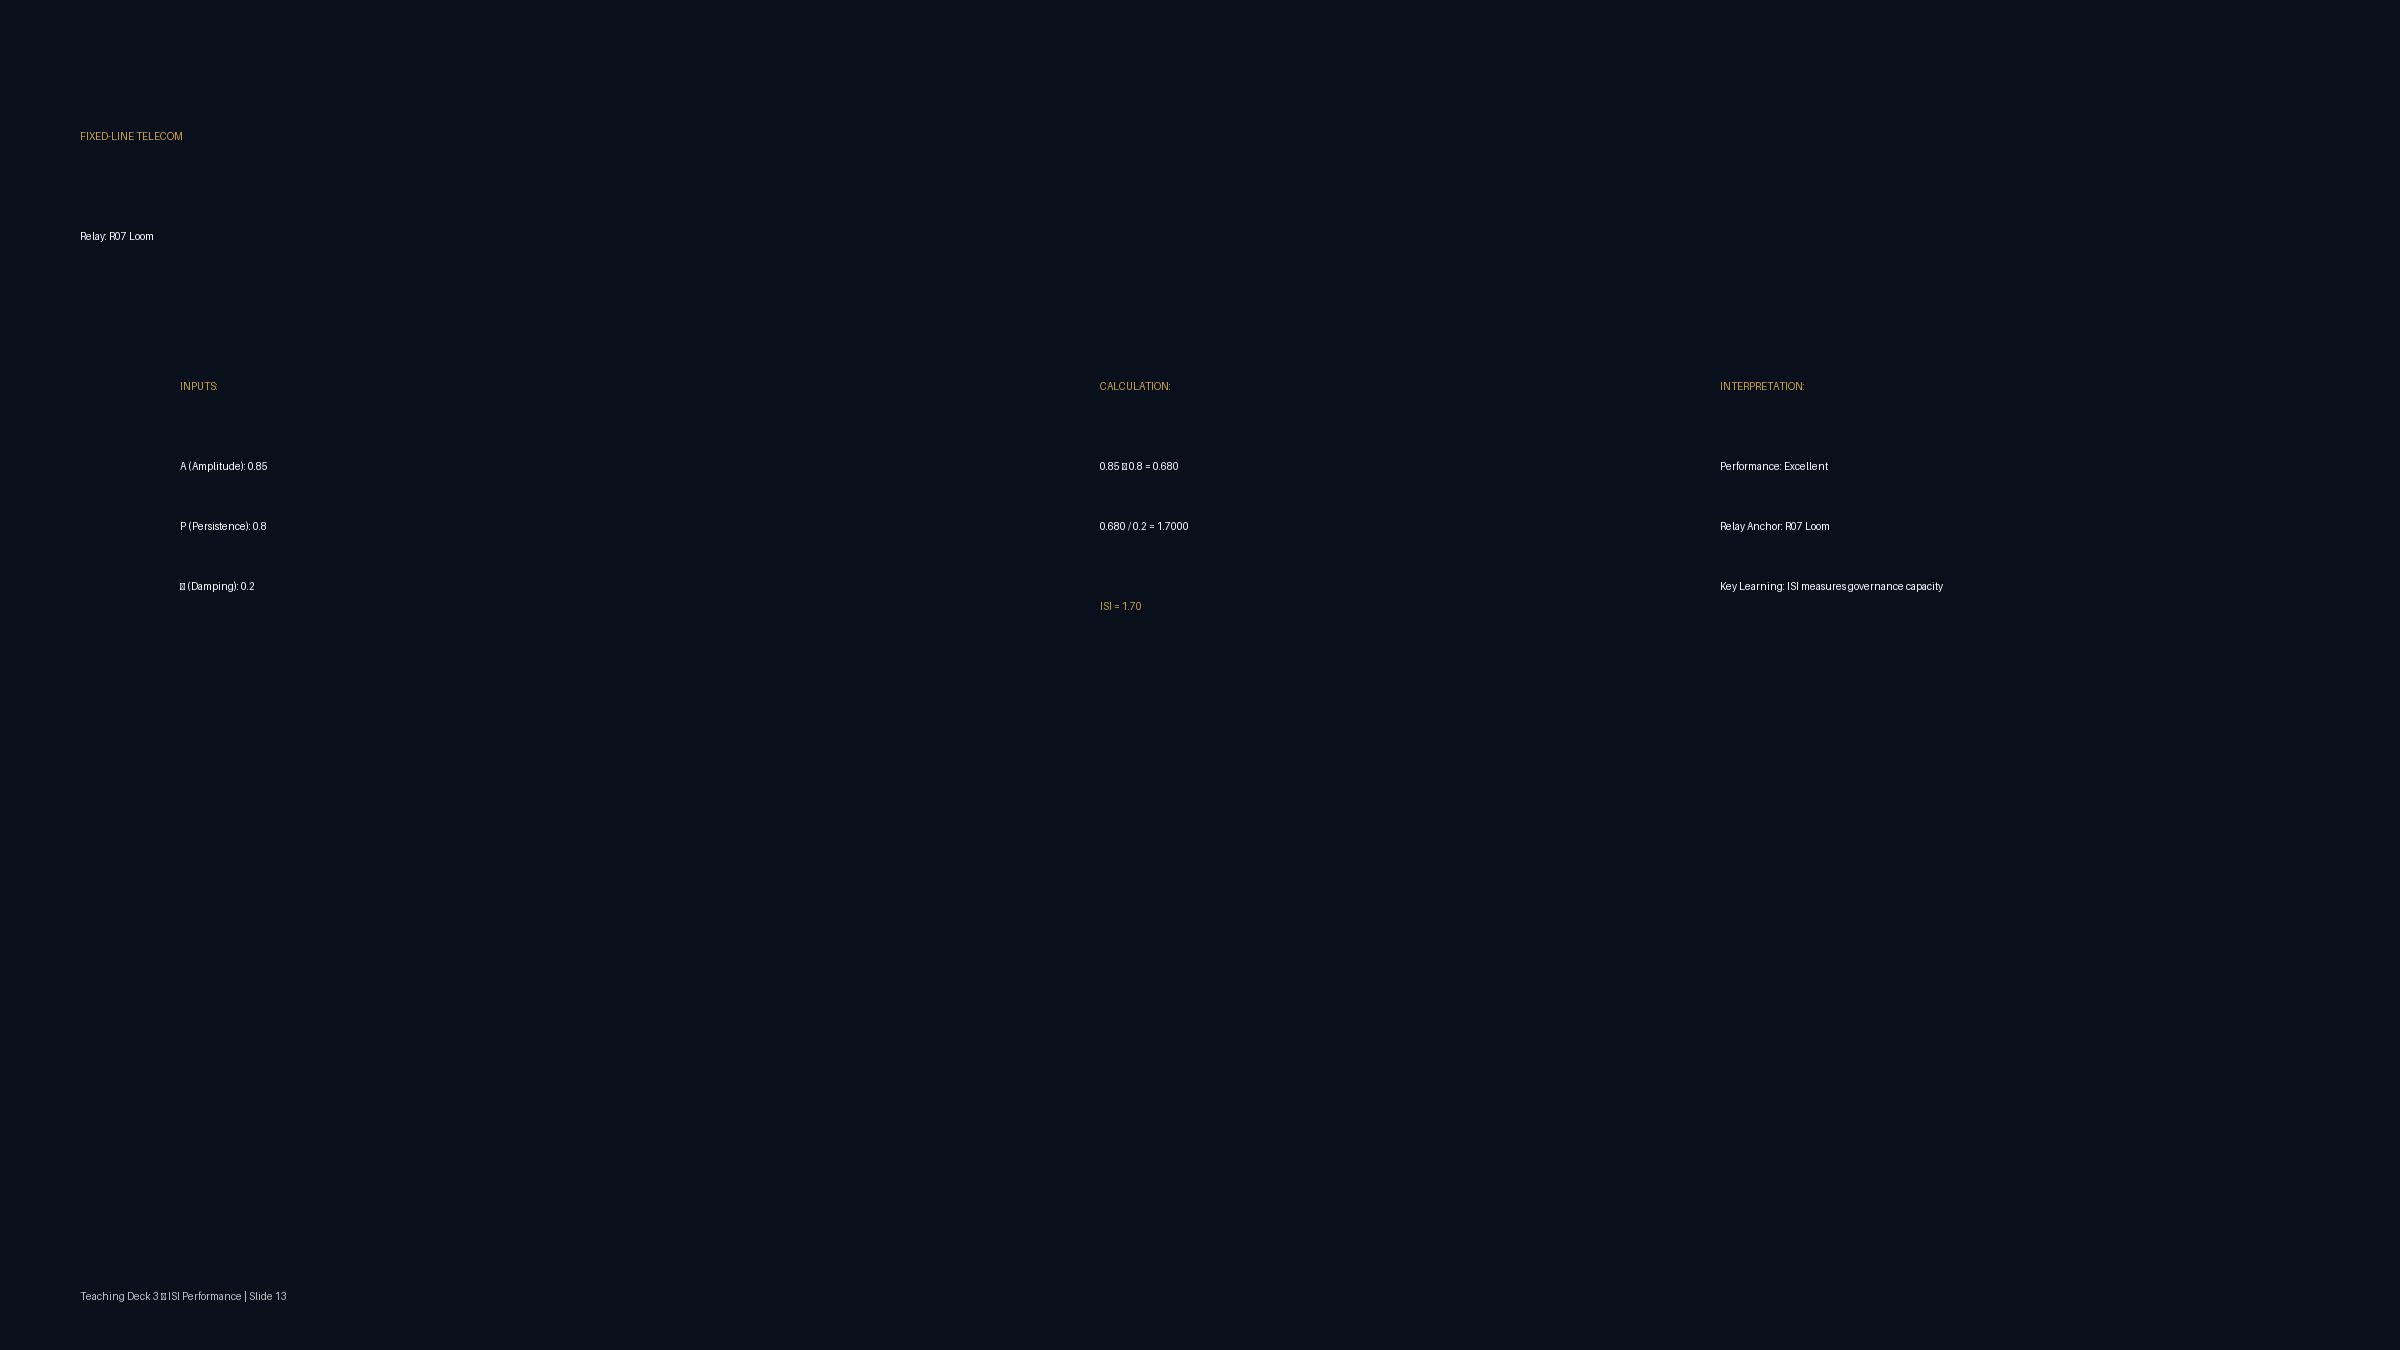 FIXED-LINE TELECOM
Relay: R07 Loom
INPUTS:
A (Amplitude): 0.85
P (Persistence): 0.8
(Damping): 0.2
CALCULATION:
0.85 0.8 = 0.680
0.680 / 0.2 = 1.7000
ISI = 1.70
INTERPRETATION:
Performance: Excellent
Relay Anchor: R07 Loom
Key Learning: ISI measures governance capacity
Teaching Deck 3 ISI Performance | Slide 13